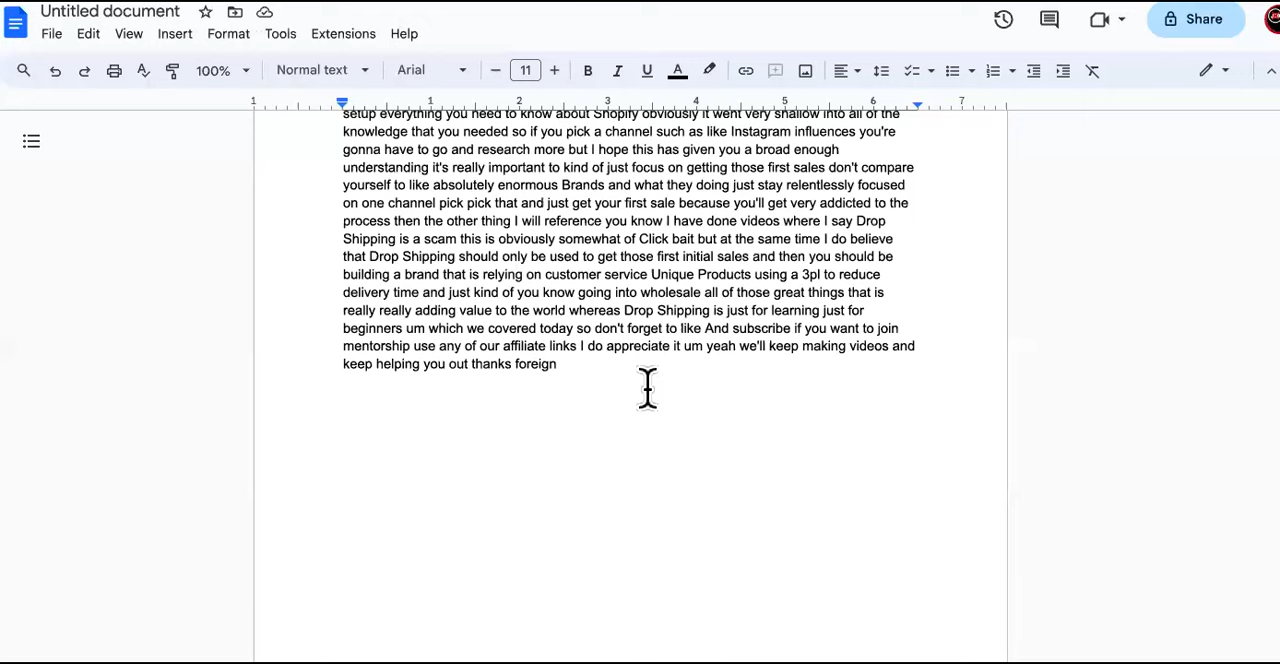 Untitled document
File Edit View Insert Format Tools Extensions Help
Share
100% Normal text Arial 11
1 1 2 3 4 5 6 7
setup everything you need to know about Shopify obviously it went very shallow into all of the
knowledge that you needed so if you pick a channel such as like Instagram influences you're
gonna have to go and research more but I hope this has given you a broad enough
understanding it's really important to kind of just focus on getting those first sales don't compare
yourself to like absolutely enormous Brands and what they doing just stay relentlessly focused
on one channel pick pick that and just get your first sale because you'll get very addicted to the
process then the other thing I will reference you know I have done videos where I say Drop
Shipping is a scam this is obviously somewhat of Click bait but at the same time I do believe
that Drop Shipping should only be used to get those first initial sales and then you should be
building a brand that is relying on customer service Unique Products using a 3pl to reduce
delivery time and just kind of you know going into wholesale all of those great things that is
really really adding value to the world whereas Drop Shipping is just for learning just for
beginners um which we covered today so don't forget to like And subscribe if you want to join
mentorship use any of our affiliate links I do appreciate it um yeah we'll keep making videos and
keep helping you out thanks foreign